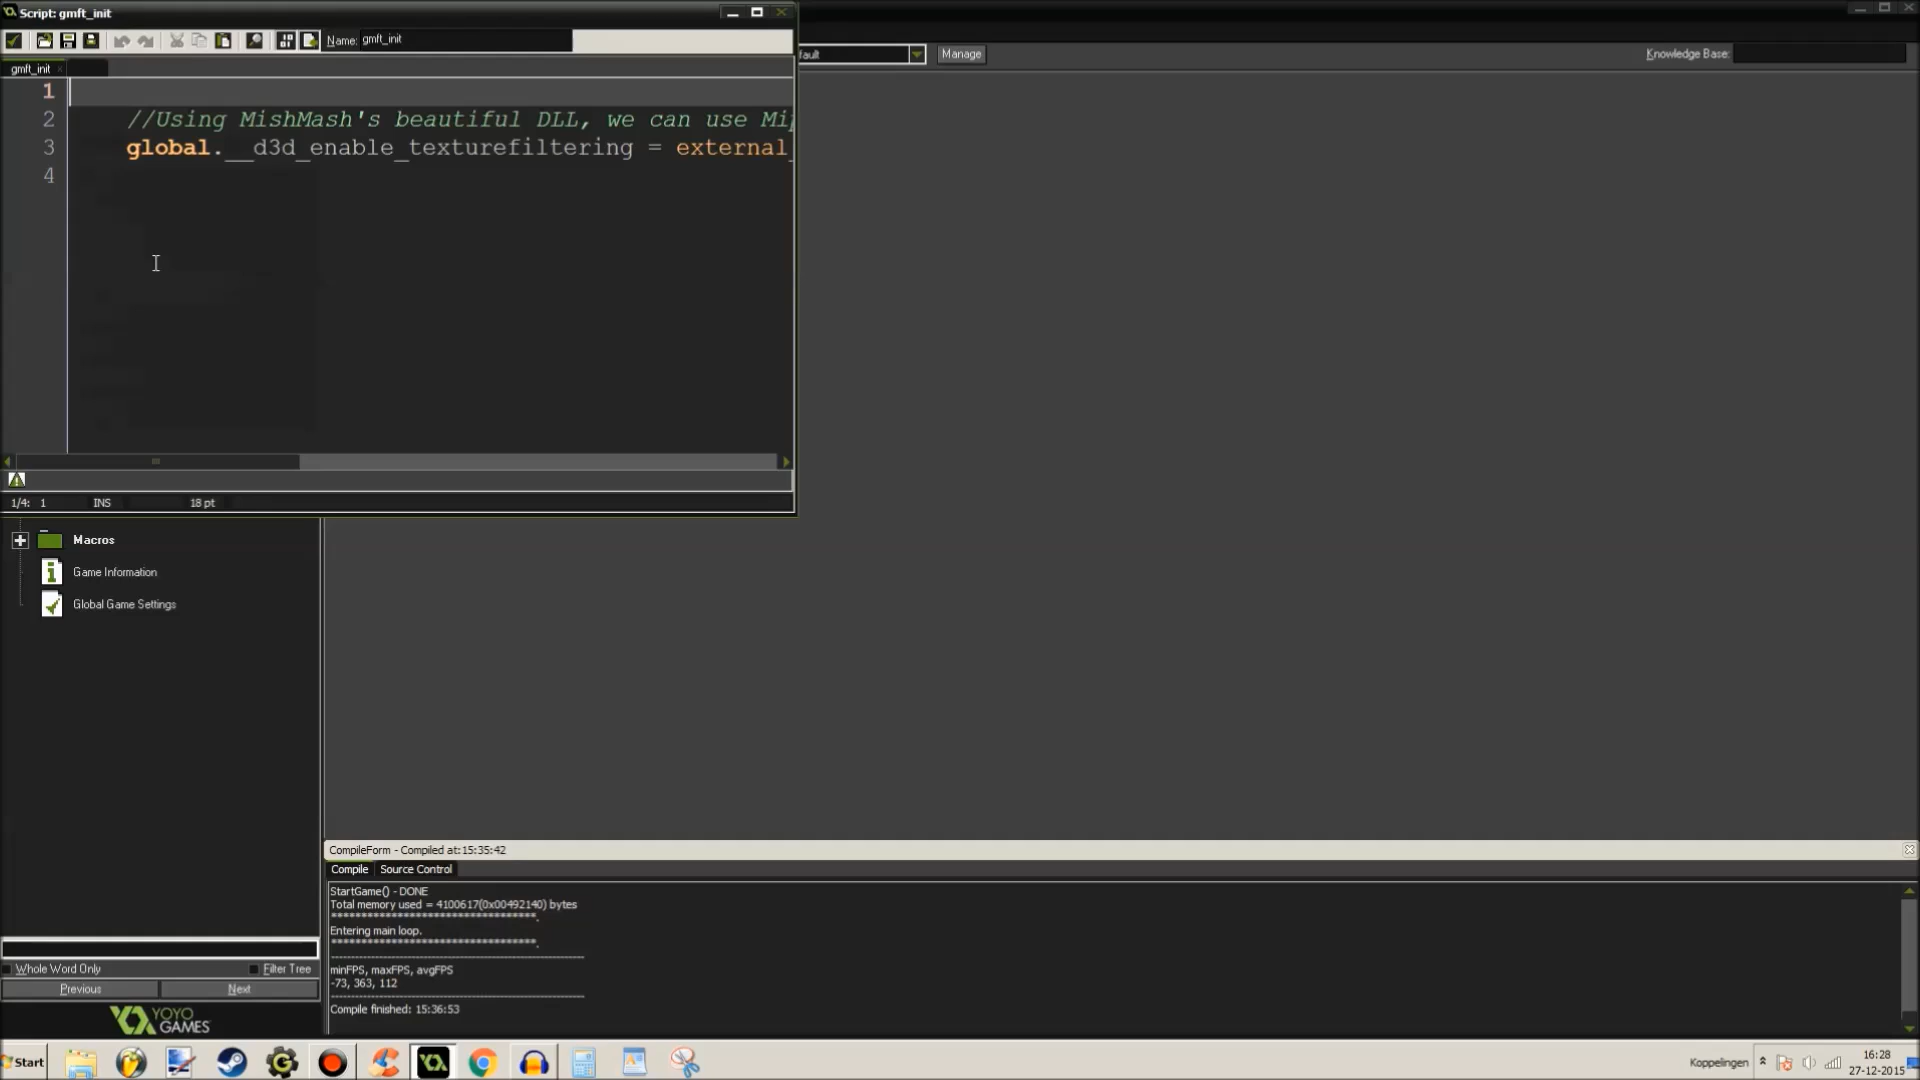 Script: gmft_init
Name: gmft_init
fault
Manage
Knowledge Base:
gmft_init
1
2 //Using MishMash's beautiful DLL, we can use Mip
3 global.__d3d_enable_texturefiltering = external_
4
1/4: 1 INS 18 pt
Macros
Game Information
Global Game Settings
CompileForm - Compiled at:15:35:42
Compile Source Control
StartGame() - DONE
Total memory used = 4100617(0x00492140) bytes
***********************************.
Entering main loop.
***********************************.
minFPS, maxFPS, avgFPS
-73, 363, 112
Compile finished: 15:36:53
Whole Word Only Filter Tree
Previous Next
YOYO
GAMES
Start
Koppelingen
16:28
27-12-2015